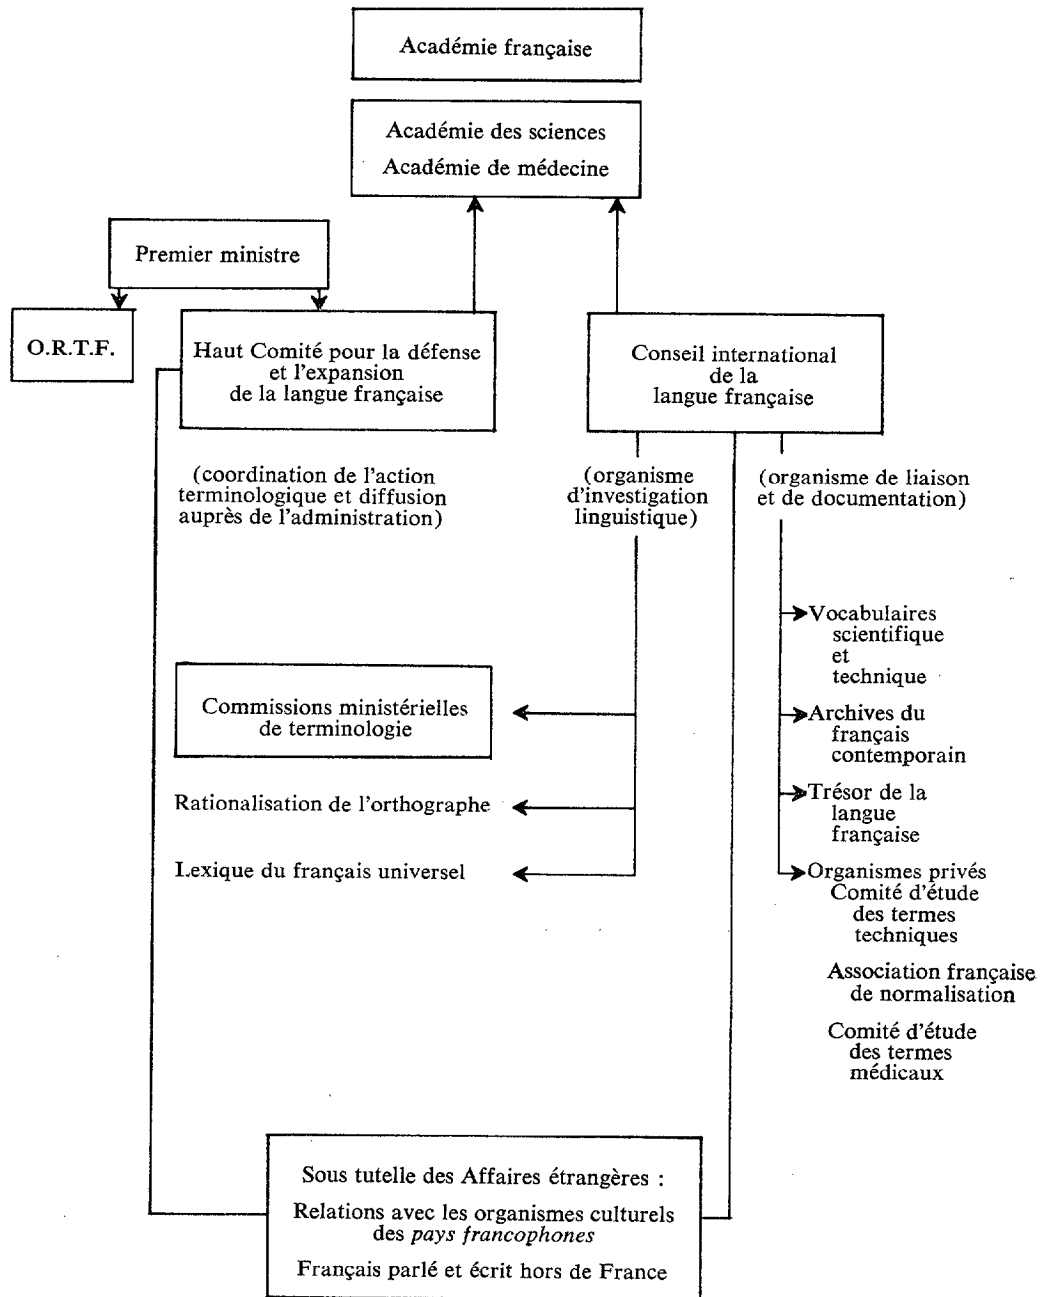 Académie française
Académie des sciences
Académie de médecine
Premier ministre
O.R.T.F.
Haut Comité pour la défense
et l'expansion
de la langue française
Conseil international
de la
langue française
(coordination de l'action
terminologique et diffusion
auprès de l'administration)
(organisme
d'investigation
linguistique)
(organisme de liaison
et de documentation)
Vocabulaires
scientifique
et
technique
Commissions ministérielles
de terminologie
Archives du
français
contemporain
Rationalisation de l'orthographe
Trésor de la
langue
française
Lexique du français universel
Organismes privés
Comité d'étude
des termes
techniques
Association française
de normalisation
Comité d'étude
des termes
médicaux
Sous tutelle des Affaires étrangères :
Relations avec les organismes culturels
des pays francophones
Français parlé et écrit hors de France